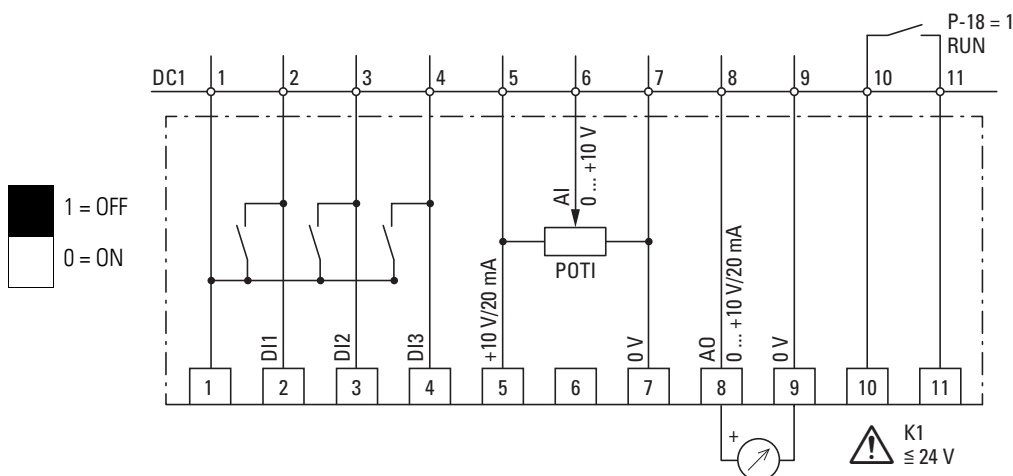 P-18 = 1
RUN
DC1 1 2 3 4 5 6 7 8 9 10 11
1 = OFF
0 = ON
AI
0 ... +10 V
POTI
DI1
DI2
DI3
+10 V/20 mA
0 V
AO
0 ... +10 V/20 mA
0 V
1 2 3 4 5 6 7 8 9 10 11
+
K1
≦ 24 V